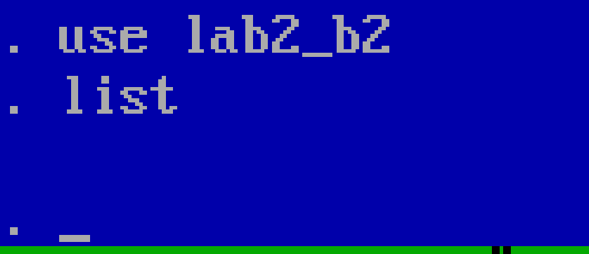 . use lab2_b2
. list
. _